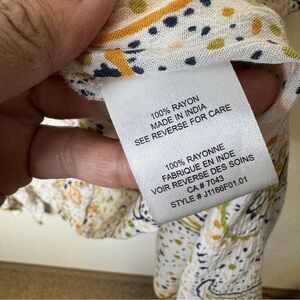 100% RAYON
MADE IN INDIA
SEE REVERSE FOR CARE
100% RAYONNE
FABRIQUE EN INDE
VOIR REVERSE DES SOINS
CA # 7043
STYLE # J1166F01.01